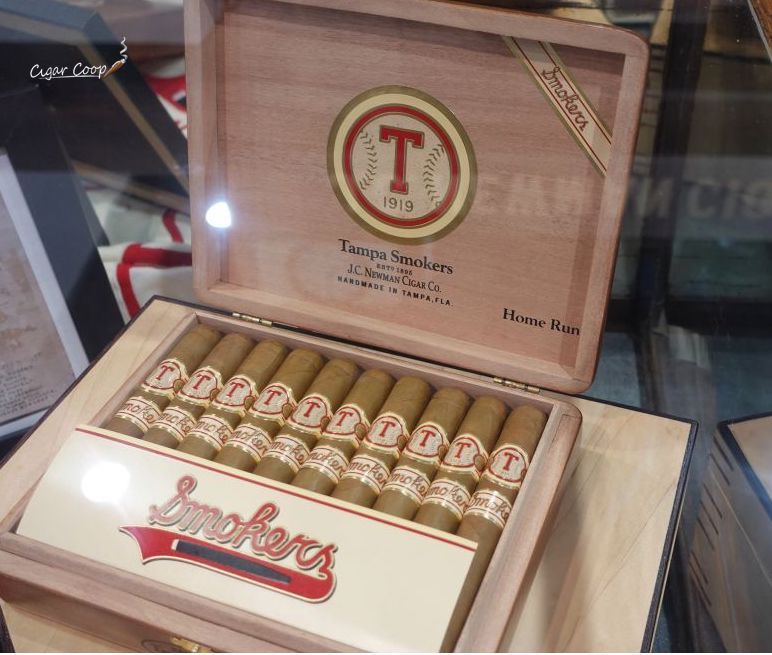 Cigar Coop
Smokers
T
1919
Tampa Smokers
ESTD 1895
J.C. Newman Cigar Co.
HANDMADE IN TAMPA, FLA.
Home Run
T T T T T T T T T T
Smokers